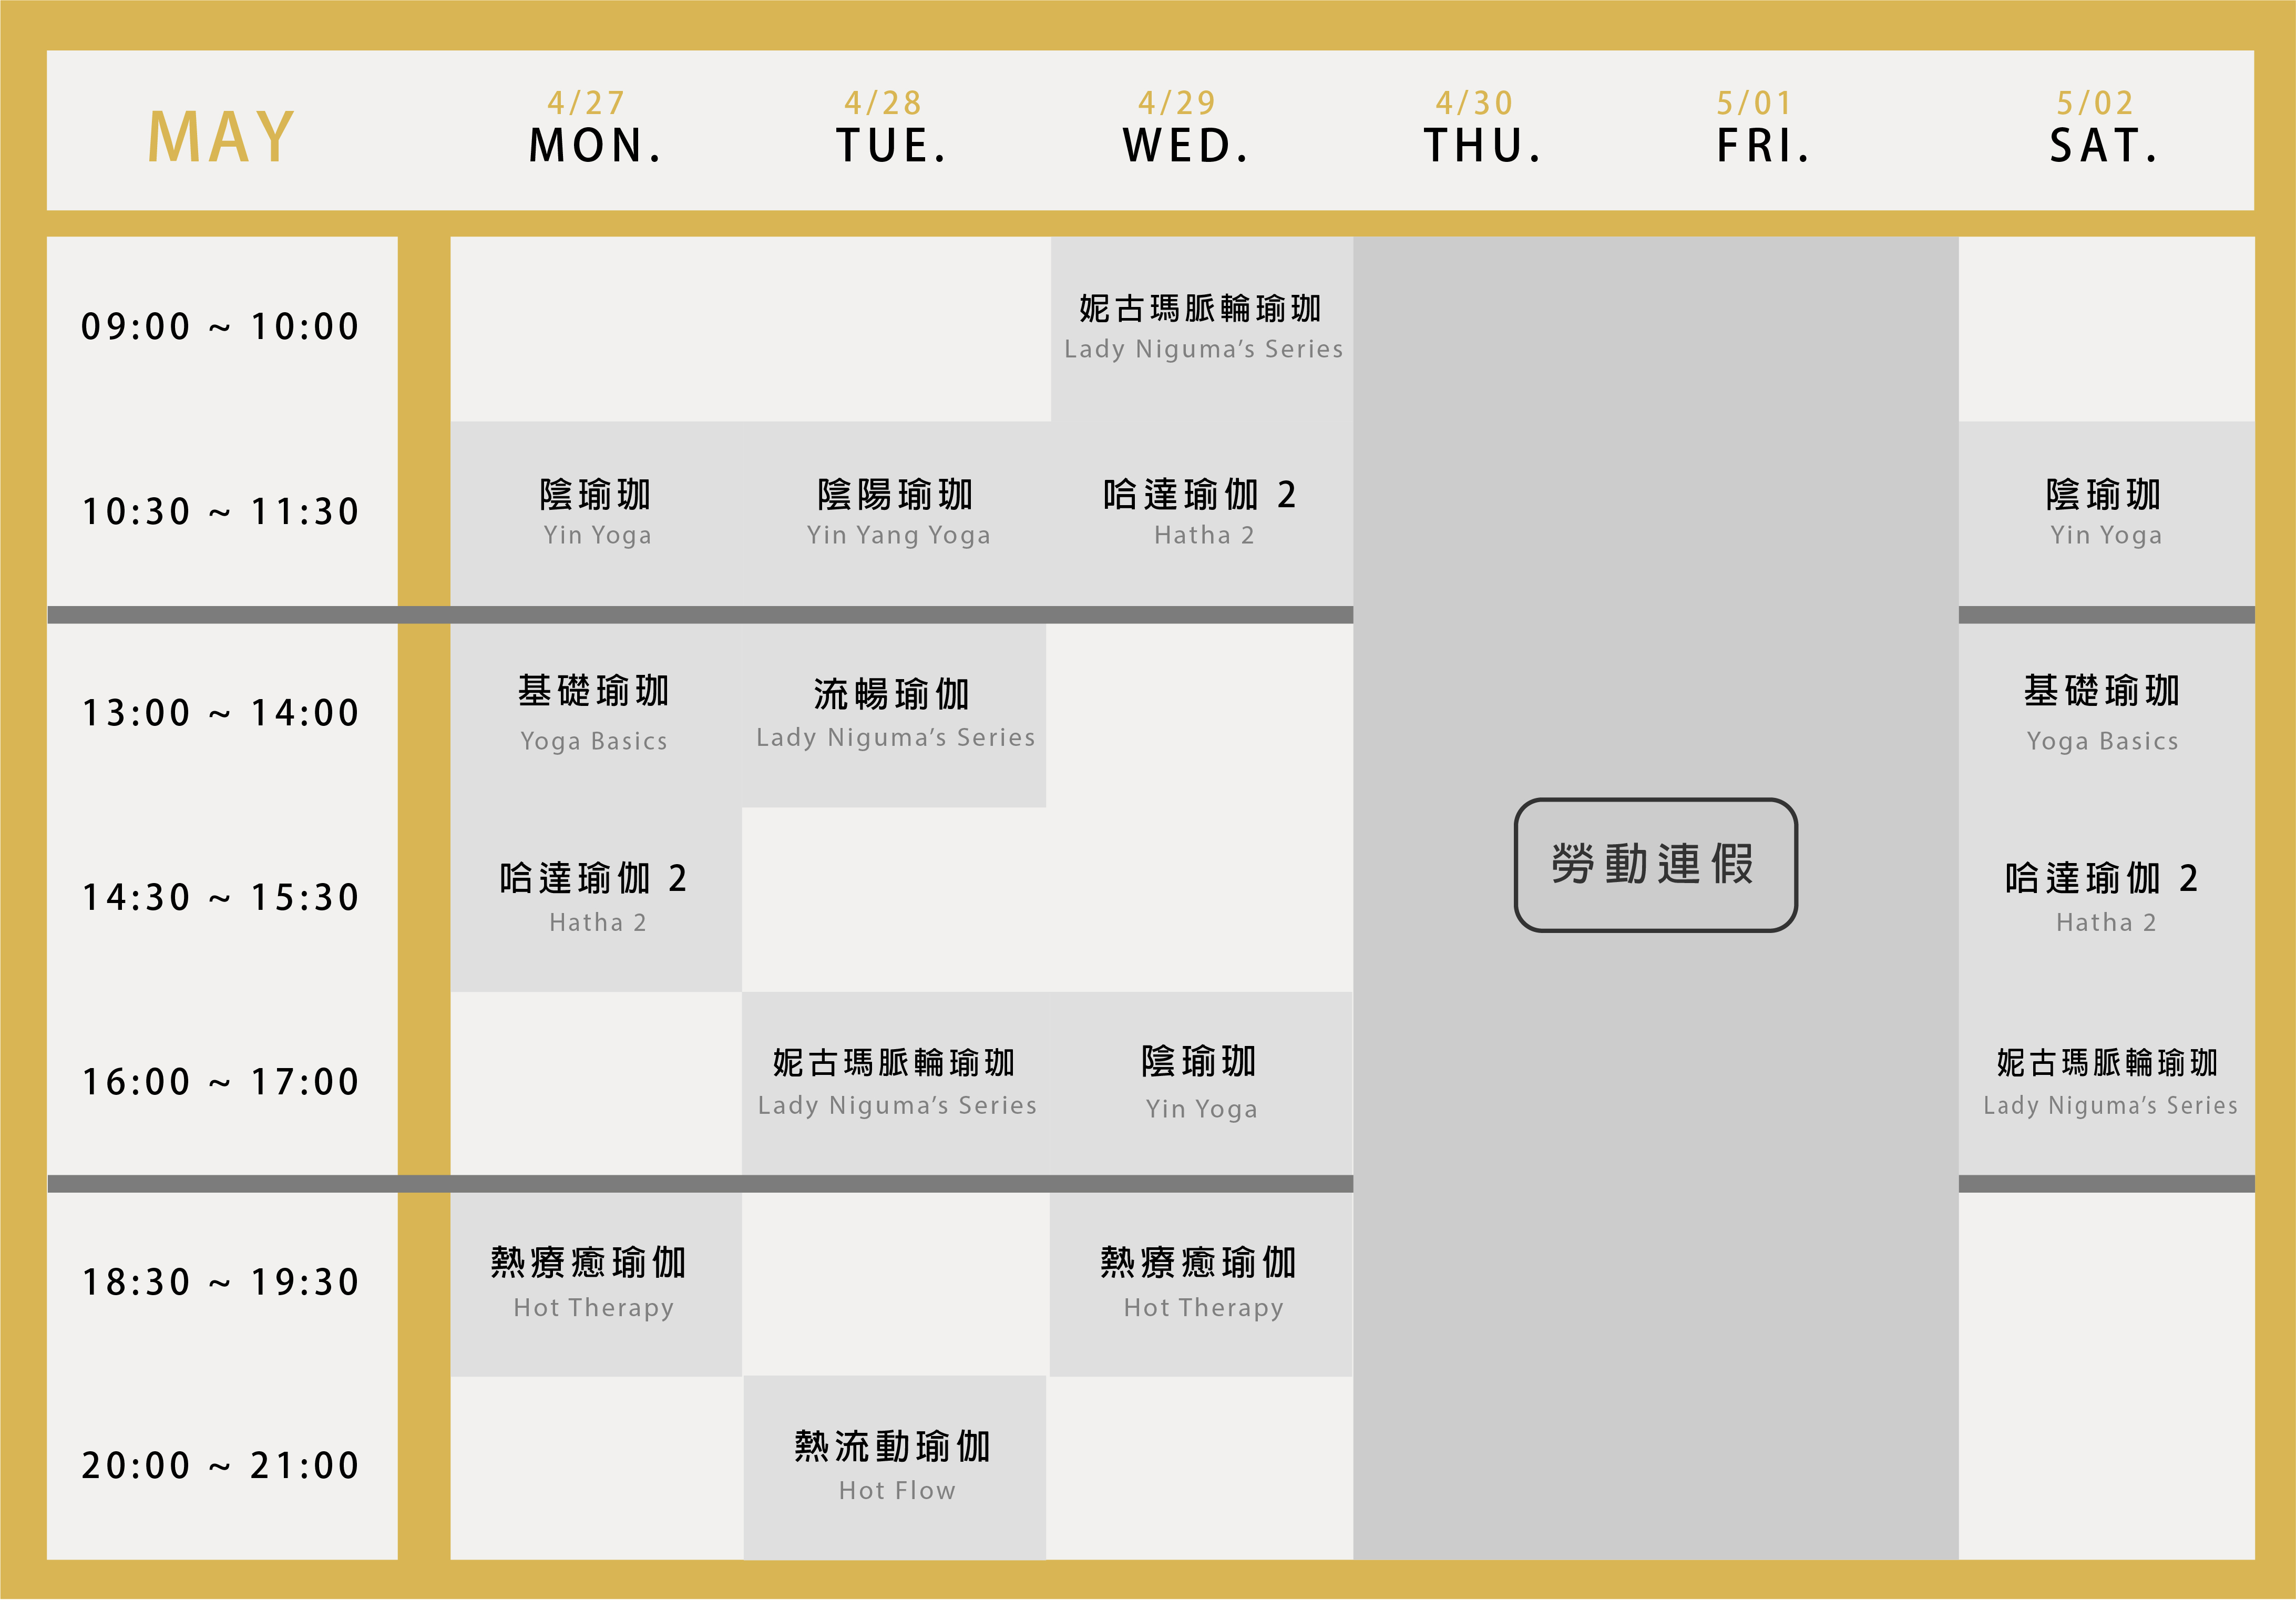 MAY
4/27
MON.
4/28
TUE.
4/29
WED.
4/30
THU.
5/01
FRI.
5/02
SAT.
09:00 ~ 10:00
妮古瑪脈輪瑜珈
Lady Niguma’s Series
10:30 ~ 11:30
陰瑜珈
Yin Yoga
陰陽瑜珈
Yin Yang Yoga
哈達瑜伽 2
Hatha 2
陰瑜珈
Yin Yoga
13:00 ~ 14:00
基礎瑜珈
Yoga Basics
流暢瑜伽
Lady Niguma’s Series
基礎瑜珈
Yoga Basics
14:30 ~ 15:30
哈達瑜伽 2
Hatha 2
勞動連假
哈達瑜伽 2
Hatha 2
16:00 ~ 17:00
妮古瑪脈輪瑜珈
Lady Niguma’s Series
陰瑜珈
Yin Yoga
妮古瑪脈輪瑜珈
Lady Niguma’s Series
18:30 ~ 19:30
熱療癒瑜伽
Hot Therapy
熱療癒瑜伽
Hot Therapy
20:00 ~ 21:00
熱流動瑜伽
Hot Flow